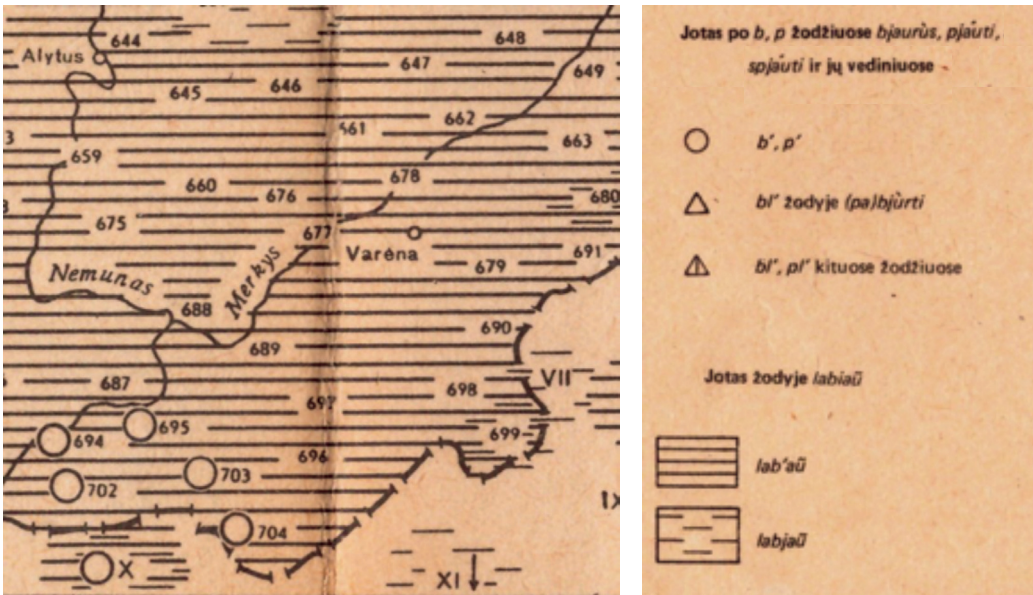 644
648
Alytus
647
649
645
646
662
661
663
659
678
660
676
680
675
677
Varėna
691
679
Nemunas
Merkys
688
690
689
VII
687
698
697
695
694
699
696
703
702
IX
704
X
XI
Jotas po b, p žodžiuose bjaurùs, pjáuti,
spjáuti ir jų vediniuose
b', p'
bl' žodyje (pa)bjùrti
bl', pl' kituose žodžiuose
Jotas žodyje labiaũ
lab'aũ
labjaũ